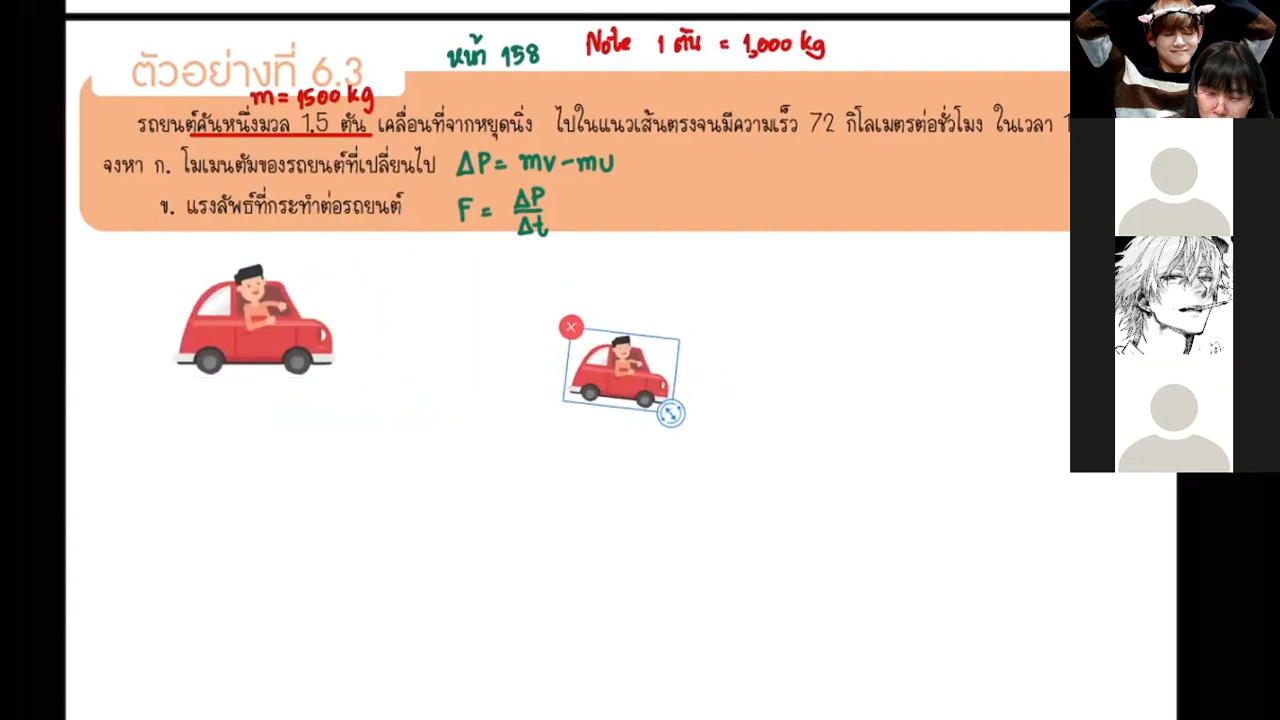 หน้า 158
Note 1 ตัน = 1,000 kg
ตัวอย่างที่ 6.3
m = 1500 kg
รถยนต์คันหนึ่งมวล 1.5 ตัน เคลื่อนที่จากหยุดนิ่ง ไปในแนวเส้นตรงจนมีความเร็ว 72 กิโลเมตรต่อชั่วโมง ในเวลา 1
จงหา ก. โมเมนตัมของรถยนต์ที่เปลี่ยนไป ΔP = mv - mu
ข. แรงลัพธ์ที่กระทำต่อรถยนต์ F = ΔP/Δt